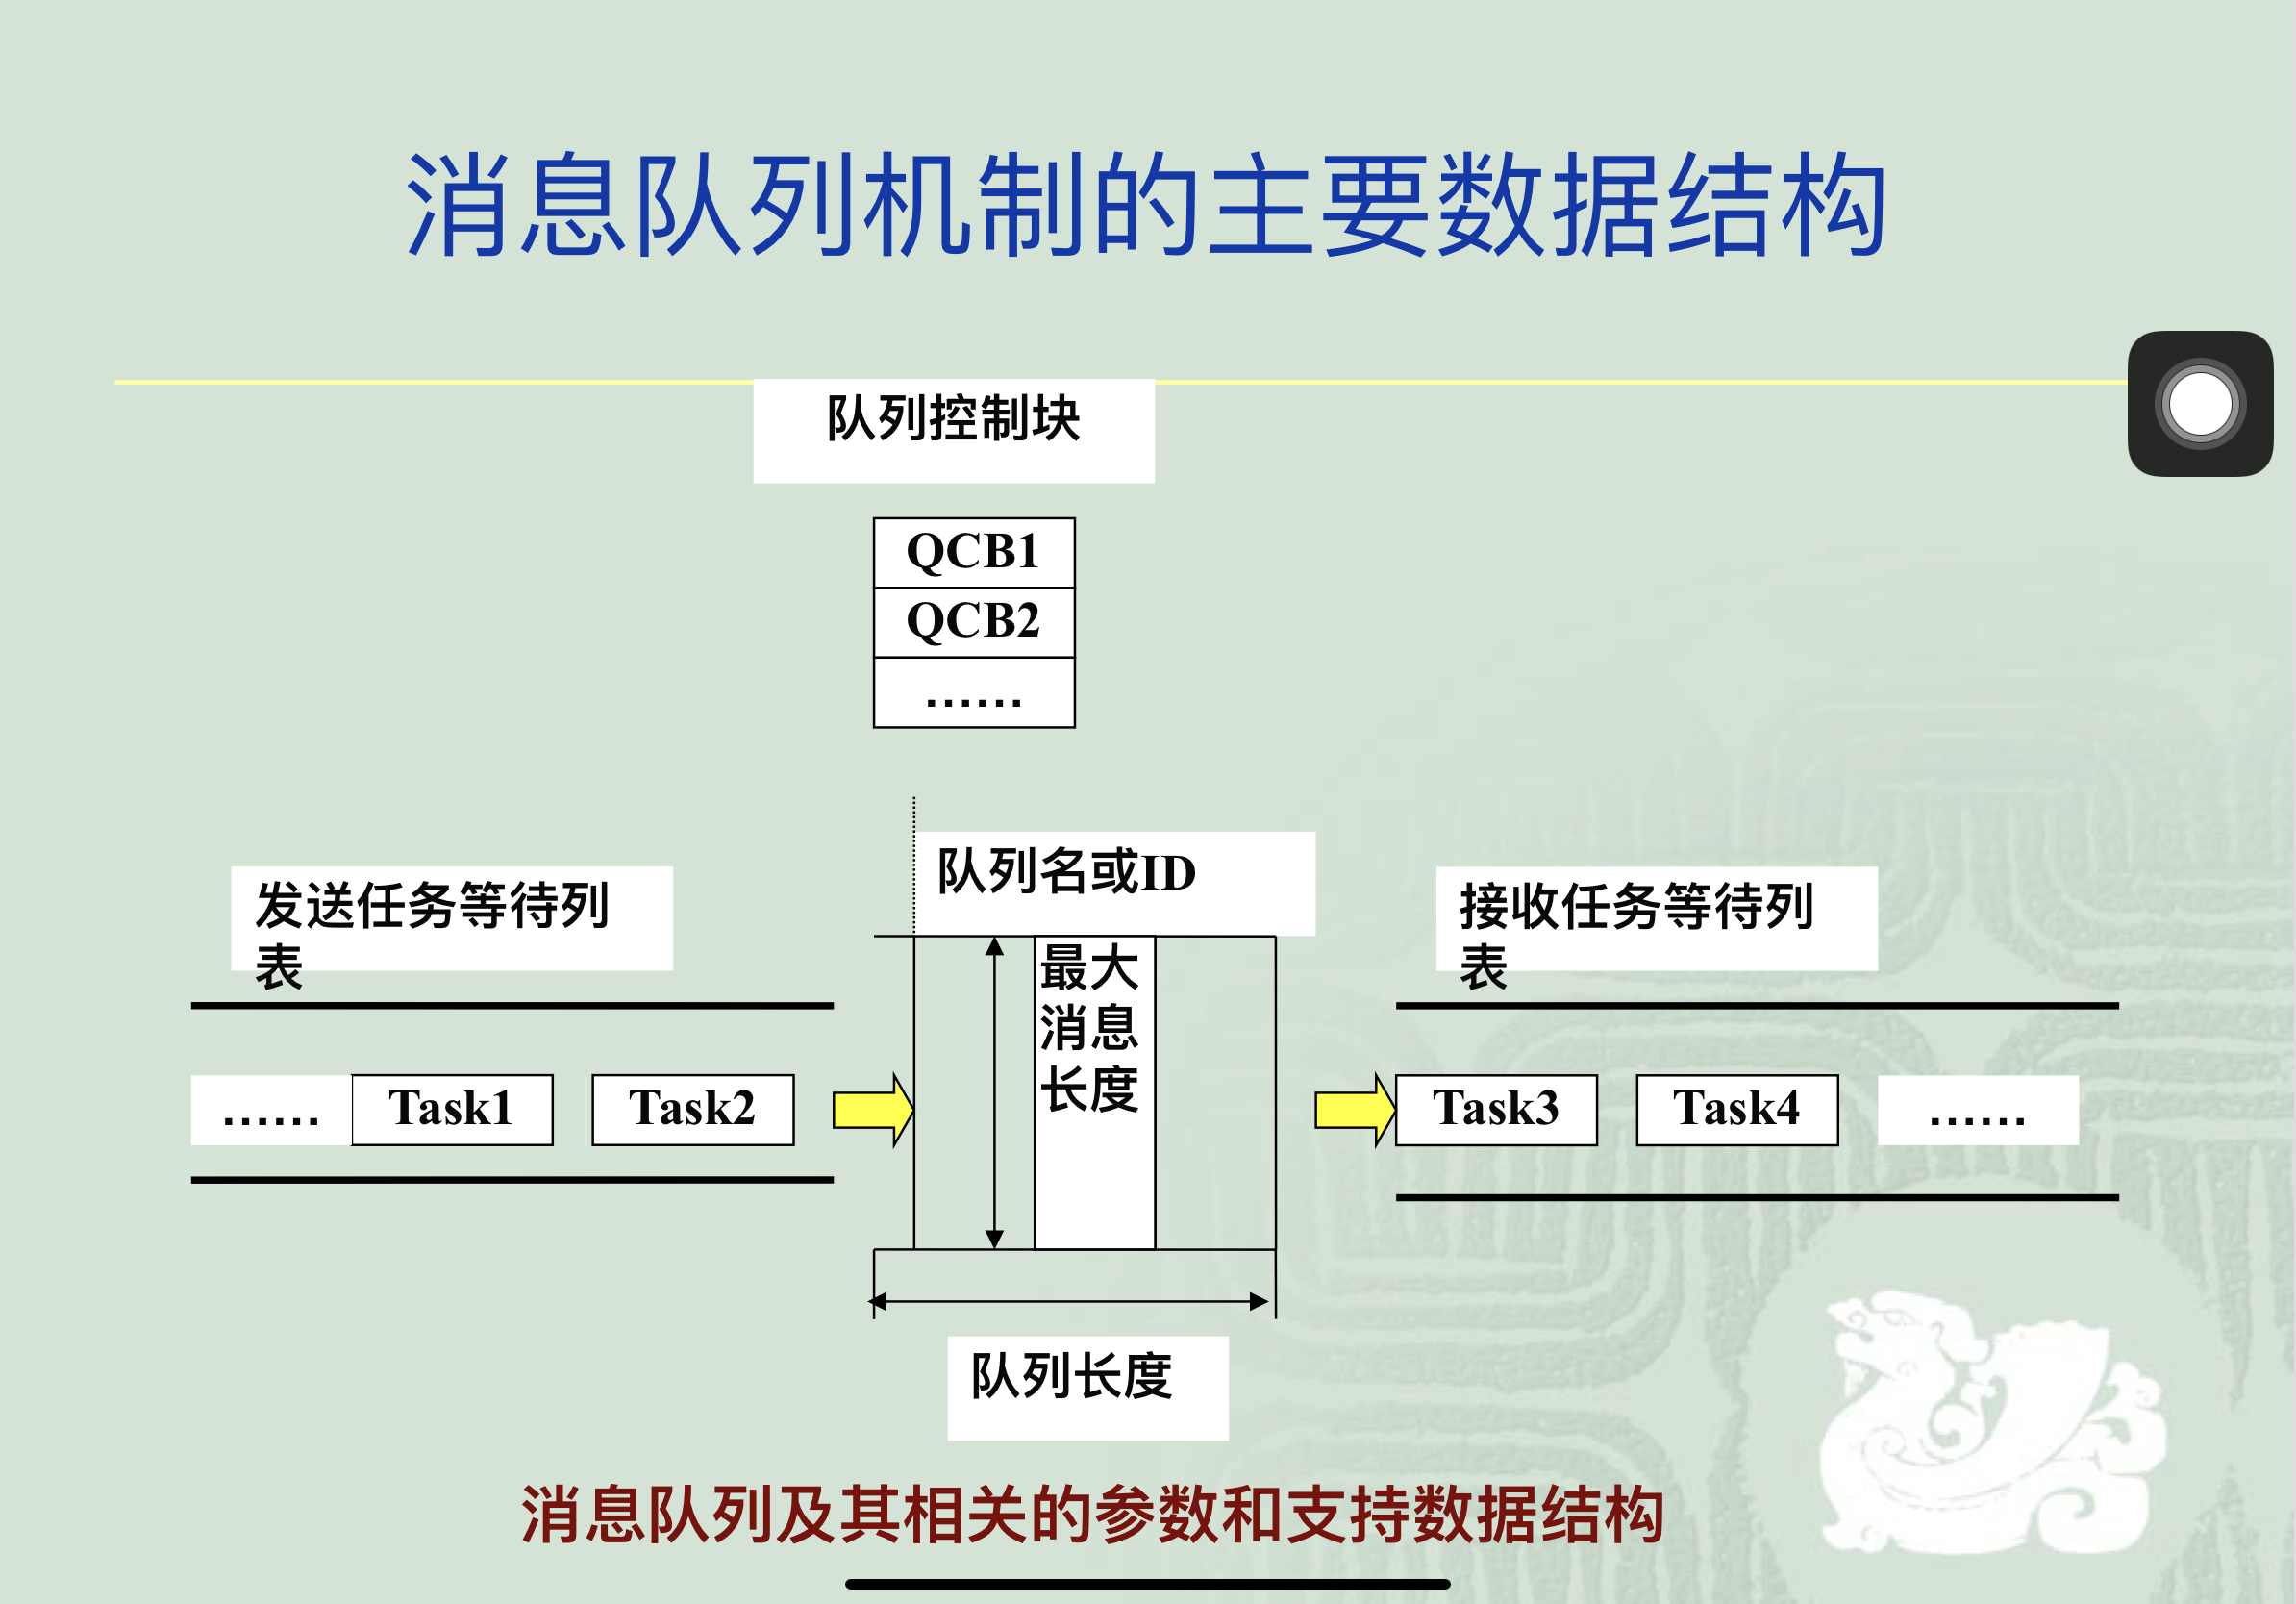 消息队列机制的主要数据结构
队列控制块
QCB1
QCB2
……
队列名或ID
发送任务等待列
表
接收任务等待列
表
最大
消息
长度
……
Task1
Task2
Task3
Task4
……
队列长度
消息队列及其相关的参数和支持数据结构